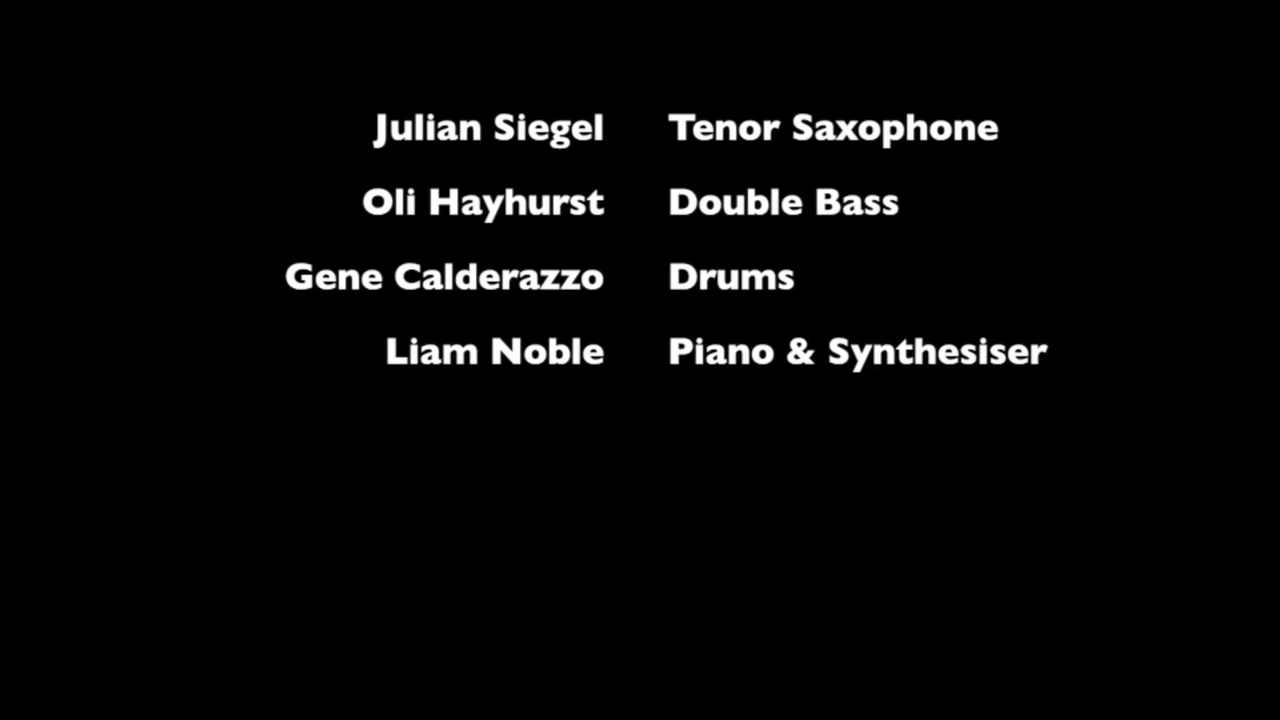 Julian Siegel Tenor Saxophone
Oli Hayhurst Double Bass
Gene Calderazzo Drums
Liam Noble Piano & Synthesiser